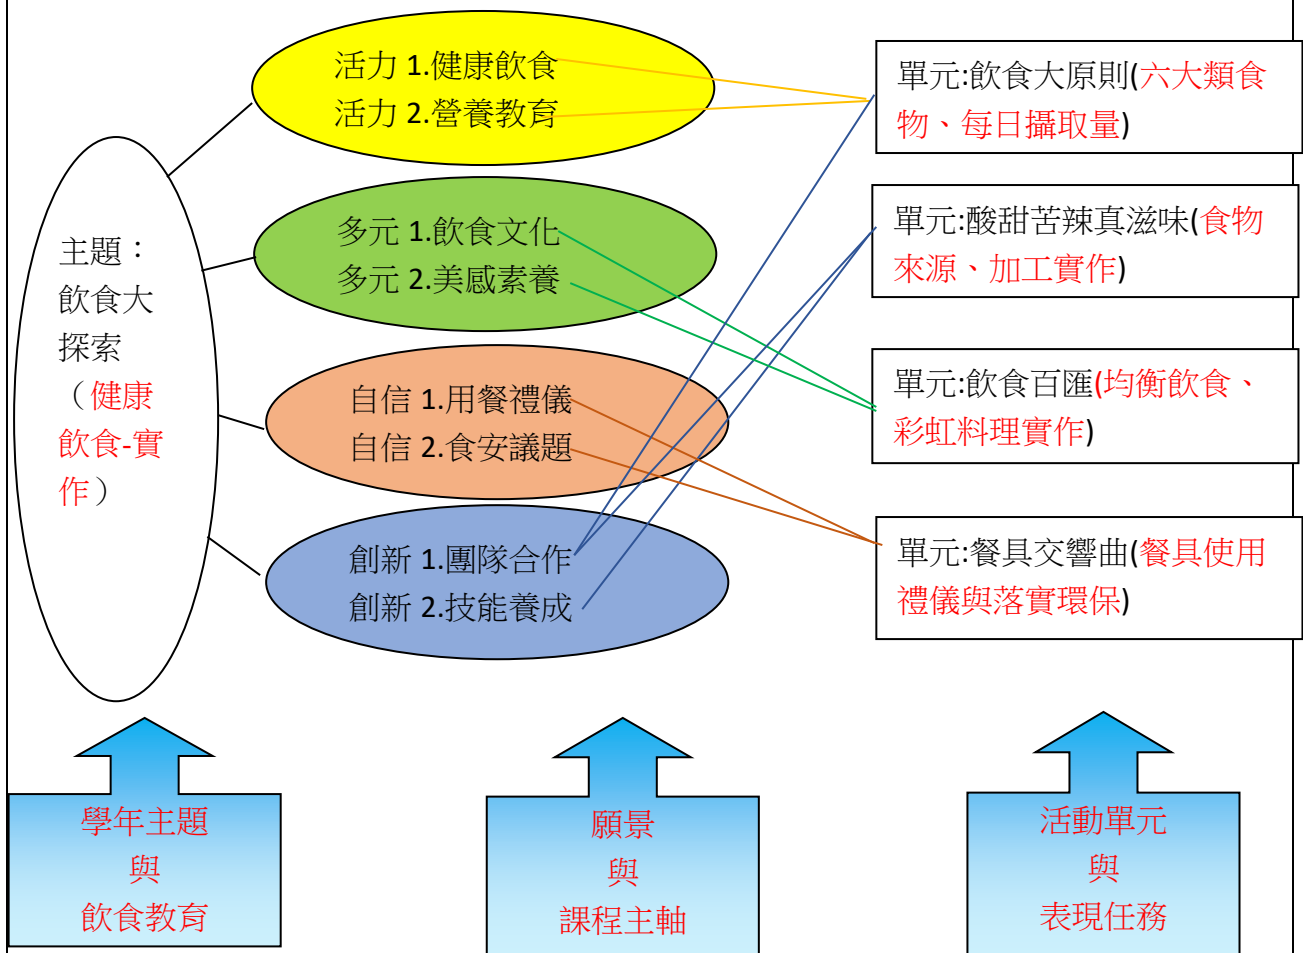 主題：
飲食大
探索
（健康
飲食-實
作）
活力 1.健康飲食
活力 2.營養教育
多元 1.飲食文化
多元 2.美感素養
自信 1.用餐禮儀
自信 2.食安議題
創新 1.團隊合作
創新 2.技能養成
單元:飲食大原則(六大類食
物、每日攝取量)
單元:酸甜苦辣真滋味(食物
來源、加工實作)
單元:飲食百匯(均衡飲食、
彩虹料理實作)
單元:餐具交響曲(餐具使用
禮儀與落實環保)
學年主題
與
飲食教育
願景
與
課程主軸
活動單元
與
表現任務